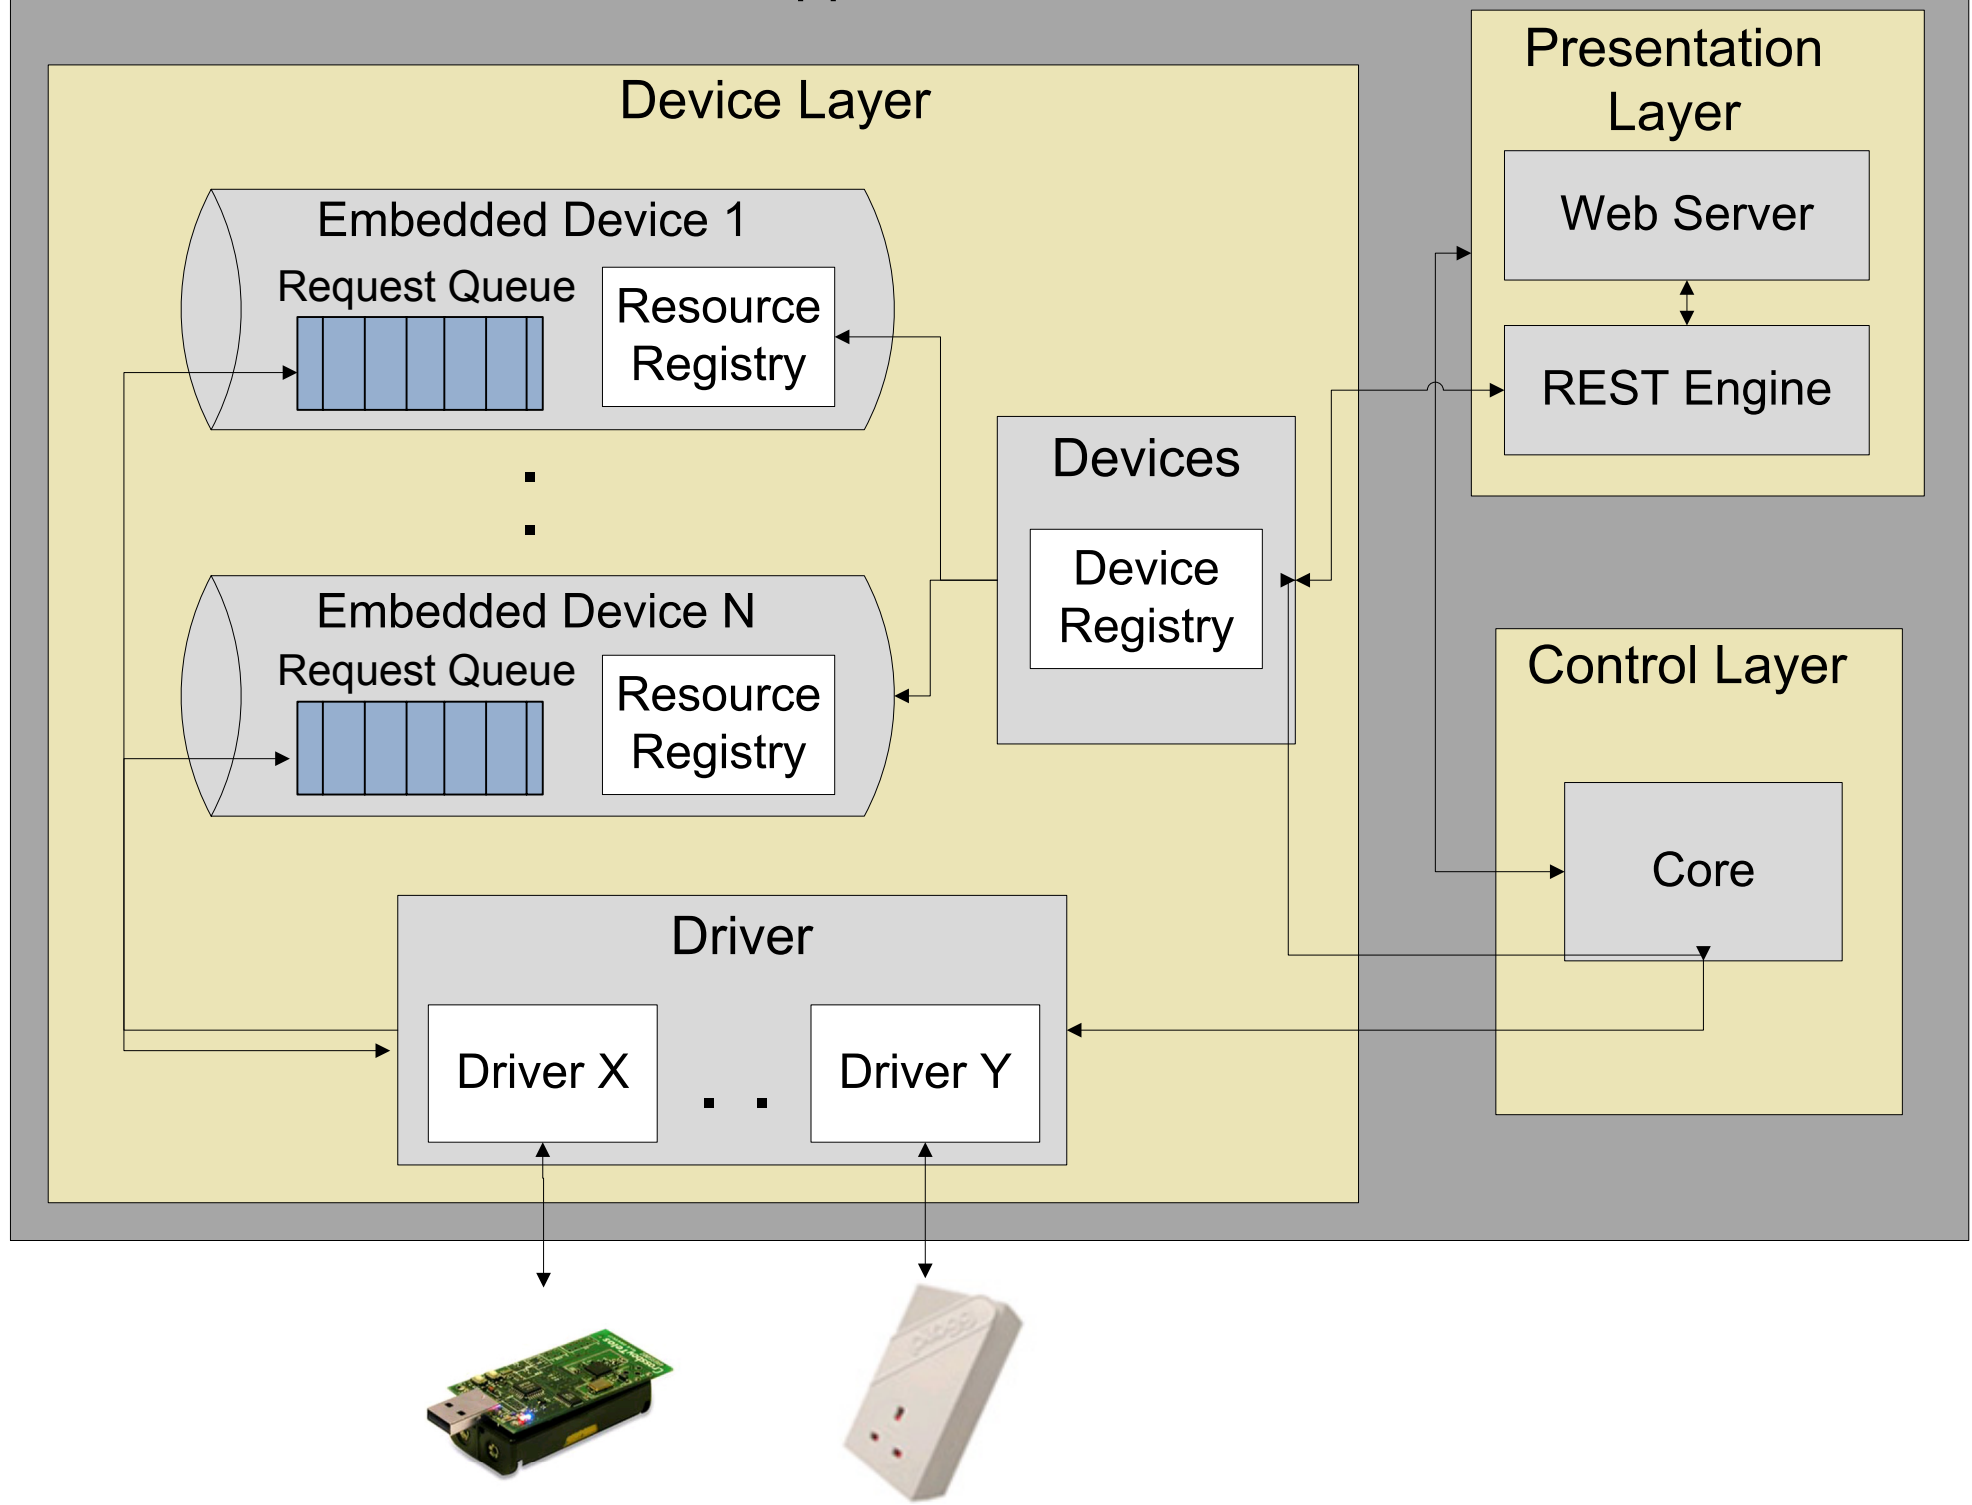 Device Layer
Embedded Device 1
Request Queue
Resource
Registry
Embedded Device N
Request Queue
Resource
Registry
Devices
Device
Registry
Driver
Driver X
Driver Y
Presentation
Layer
Web Server
REST Engine
Control Layer
Core